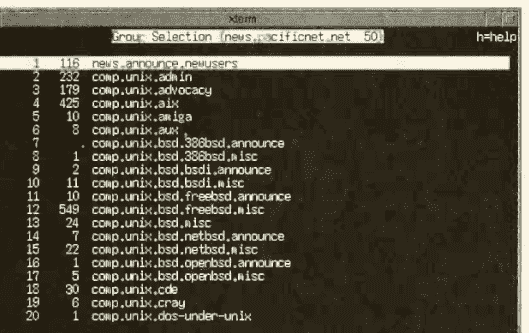 xterm
Group Selection (news.pacificnet.net 50) h=help
1 116 news.announce.newusers
2 232 comp.unix.admin
3 179 comp.unix.advocacy
4 425 comp.unix.aix
5 10 comp.unix.amiga
6 8 comp.unix.aux
7 . comp.unix.bsd.386bsd.announce
8 1 comp.unix.bsd.386bsd.misc
9 2 comp.unix.bsd.bsdi.announce
10 11 comp.unix.bsd.bsdi.misc
11 10 comp.unix.bsd.freebsd.announce
12 549 comp.unix.bsd.freebsd.misc
13 24 comp.unix.bsd.misc
14 7 comp.unix.bsd.netbsd.announce
15 22 comp.unix.bsd.netbsd.misc
16 1 comp.unix.bsd.openbsd.announce
17 5 comp.unix.bsd.openbsd.misc
18 30 comp.unix.cde
19 6 comp.unix.cray
20 1 comp.unix.dos-under-unix